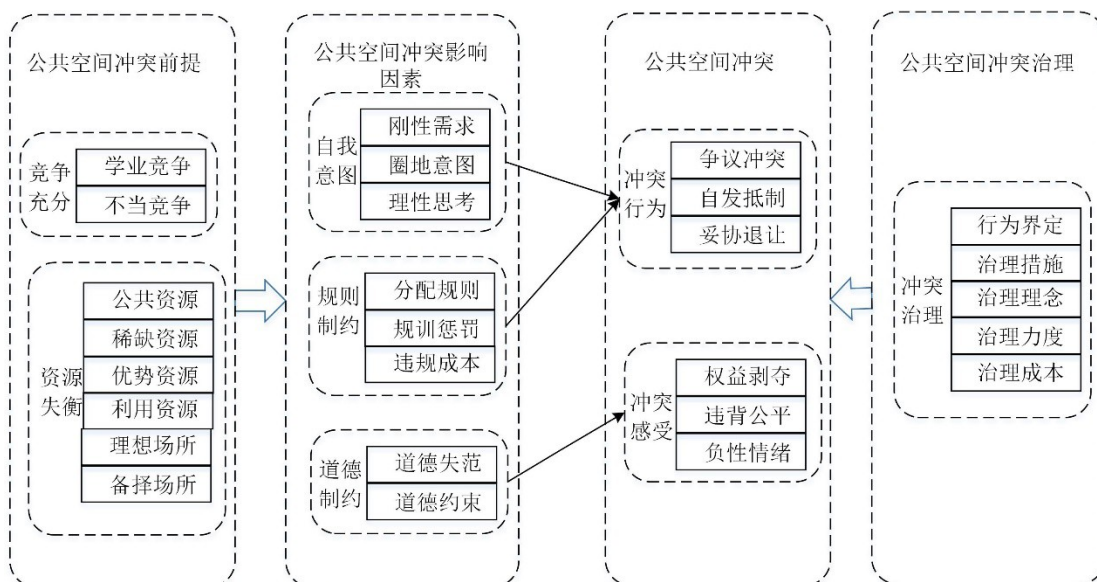 公共空间冲突前提
竞争
充分
学业竞争
不当竞争
资源
失衡
公共资源
稀缺资源
优势资源
利用资源
理想场所
备择场所
公共空间冲突影响
因素
自我
意图
刚性需求
圈地意图
理性思考
规则
制约
分配规则
规训惩罚
违规成本
道德
制约
道德失范
道德约束
公共空间冲突
冲突
行为
争议冲突
自发抵制
妥协退让
冲突
感受
权益剥夺
违背公平
负性情绪
公共空间冲突治理
冲突
治理
行为界定
治理措施
治理理念
治理力度
治理成本